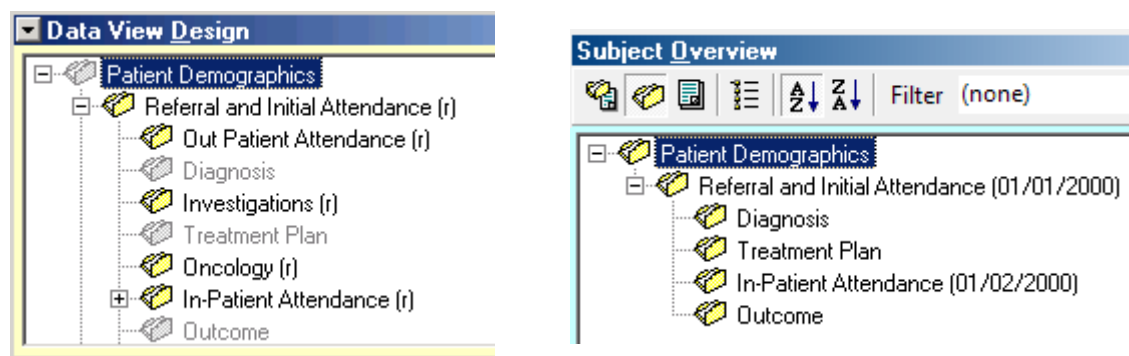 Data View Design
Patient Demographics
Referral and Initial Attendance (r)
Out Patient Attendance (r)
Diagnosis
Investigations (r)
Treatment Plan
Oncology (r)
In-Patient Attendance (r)
Outcome
Subject Overview
A Z Z A Filter (none)
Patient Demographics
Referral and Initial Attendance (01/01/2000)
Diagnosis
Treatment Plan
In-Patient Attendance (01/02/2000)
Outcome